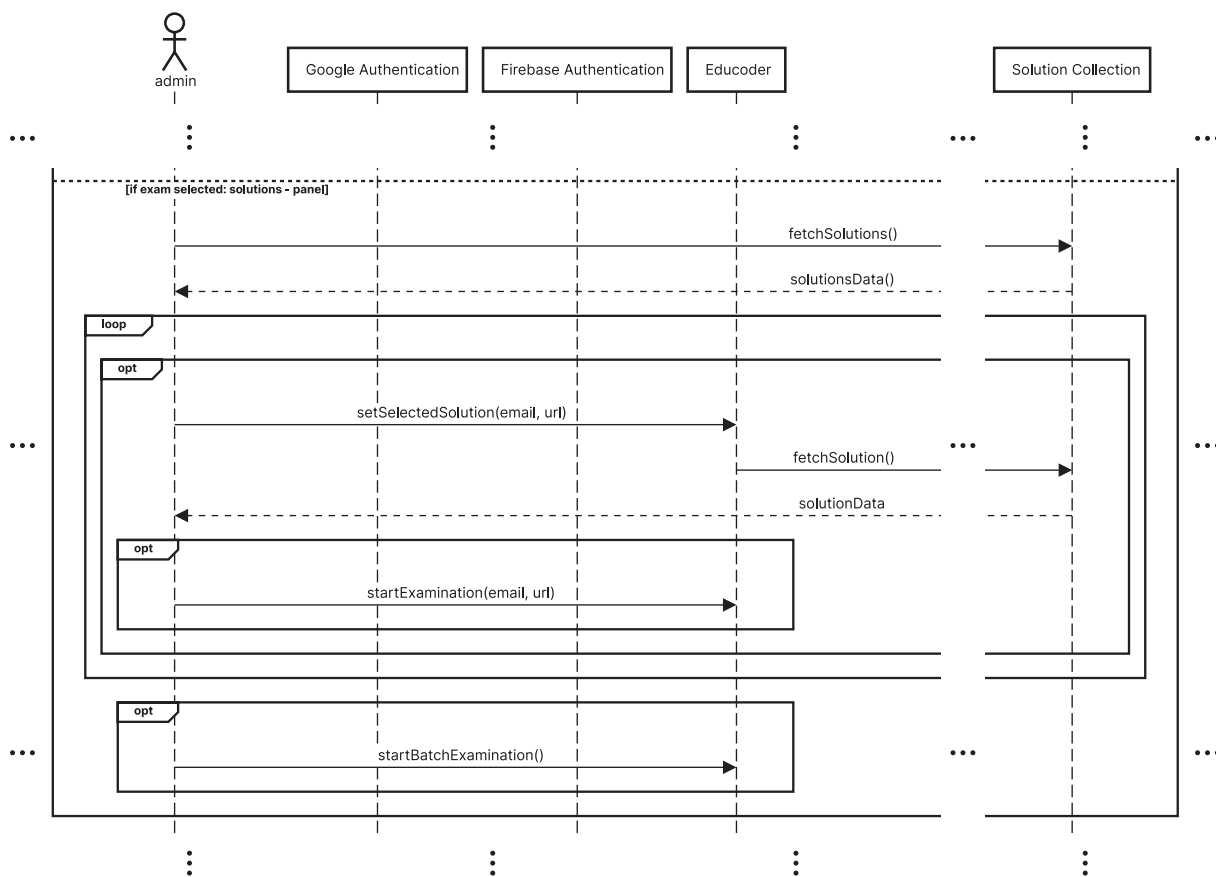 admin
Google Authentication
Firebase Authentication
Educoder
Solution Collection
[if exam selected: solutions - panel]
fetchSolutions()
solutionsData()
loop
opt
setSelectedSolution(email, url)
fetchSolution()
solutionData
opt
startExamination(email, url)
opt
startBatchExamination()